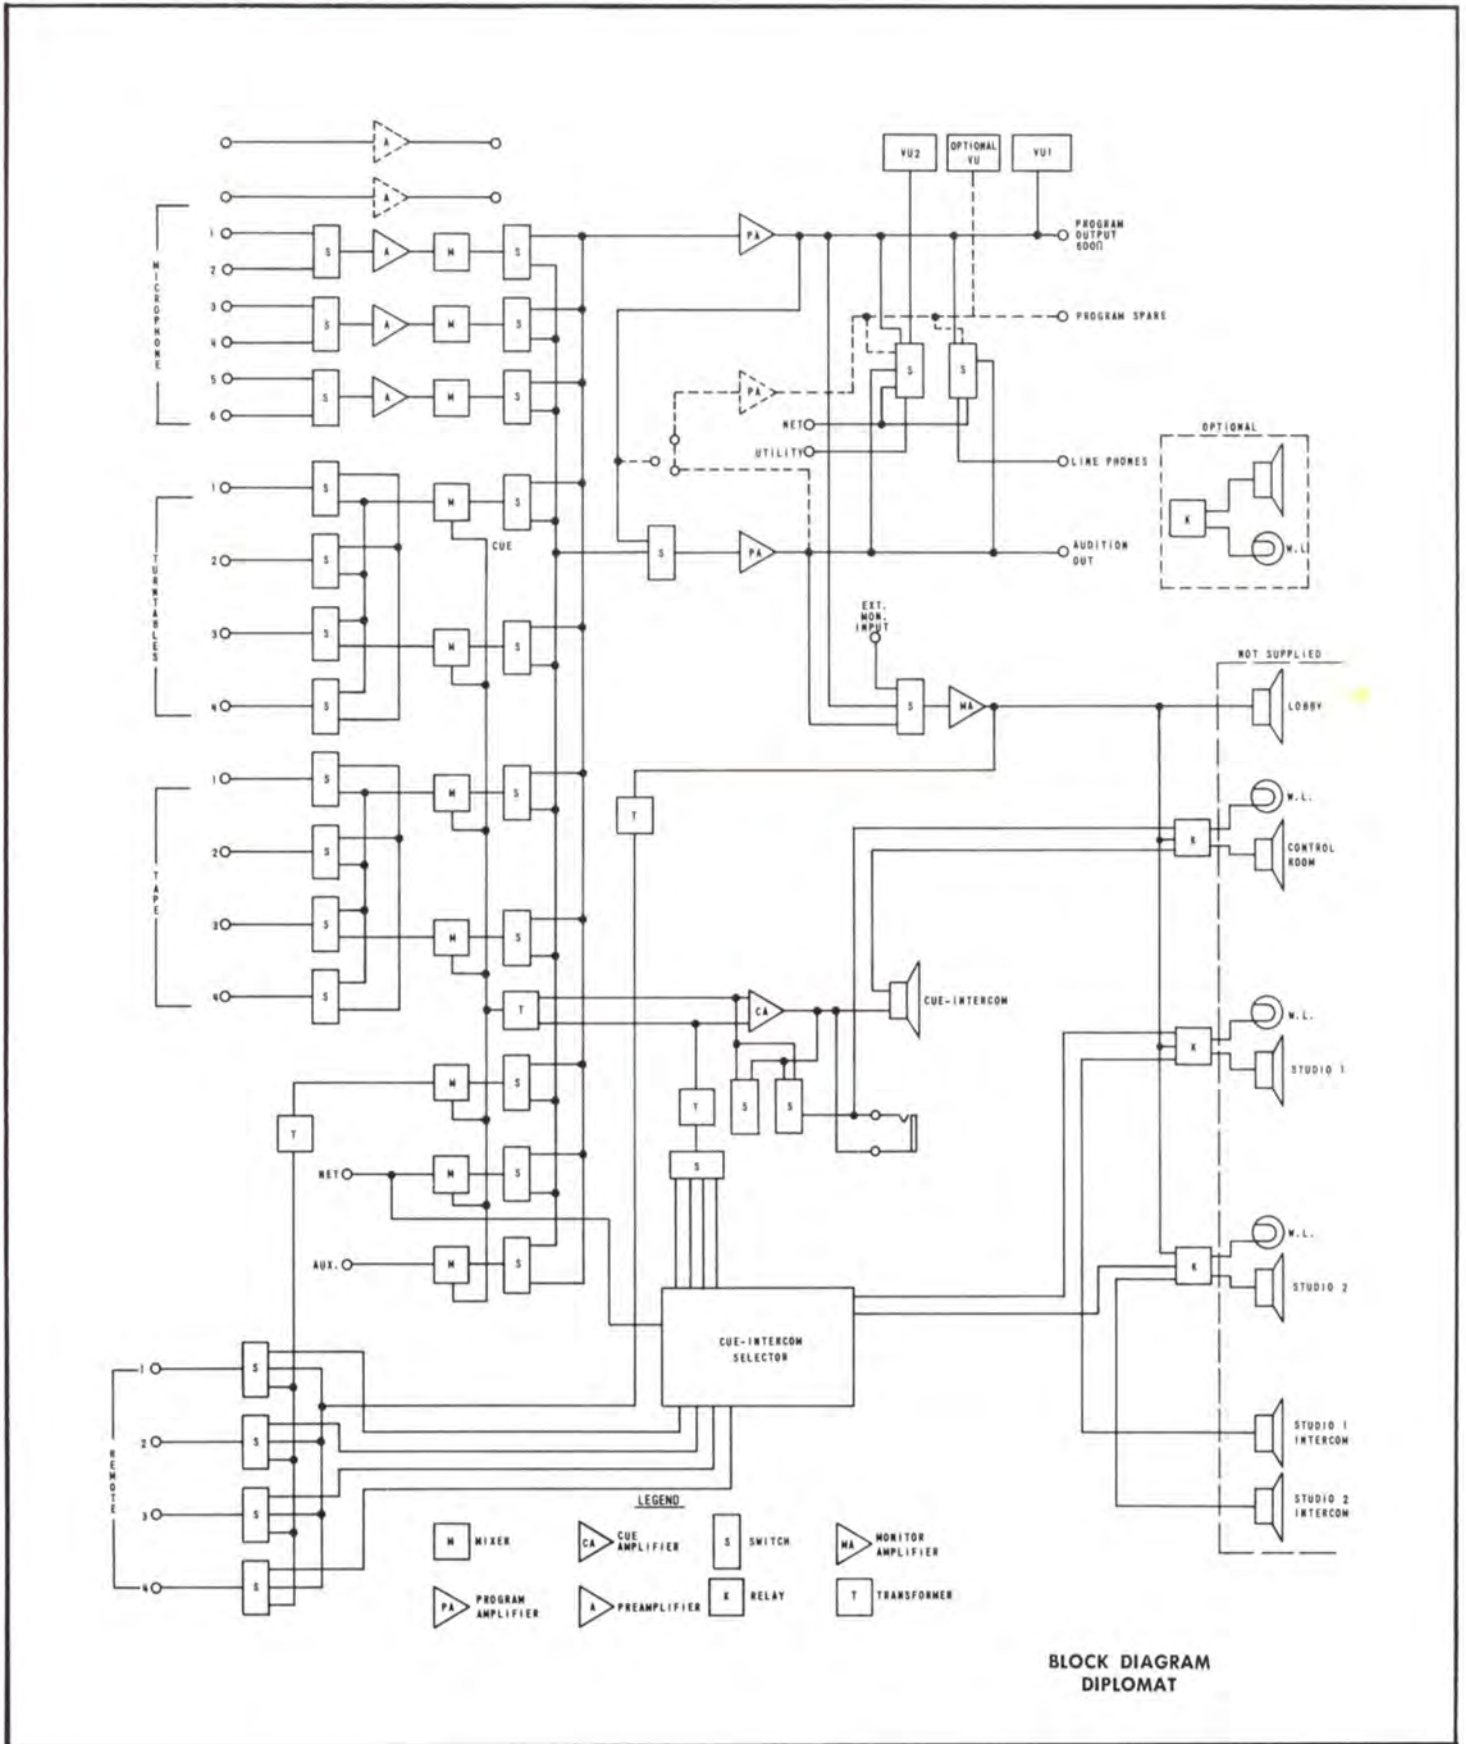 A
A
VU2
OPTIONAL
VU
VU1
MICROPHONE
1
2
3
4
5
6
S
A
M
S
S
A
M
S
S
A
M
S
PA
PROGRAM
OUTPUT
600Ω
PROGRAM SPARE
S
S
PA
NET
UTILITY
LINE PHONES
OPTIONAL
K
W.L.
TURNTABLES
1
2
3
4
S
S
S
S
M
S
CUE
M
S
S
PA
AUDITION
OUT
EXT.
MON.
INPUT
S
MA
NOT SUPPLIED
LOBBY
TAPE
1
2
3
4
S
S
S
S
M
S
M
S
T
W.L.
K
CONTROL
ROOM
T
CA
CUE-INTERCOM
W.L.
K
STUDIO 1
M
S
T
T
S
S
S
NET
M
S
AUX.
M
S
W.L.
K
STUDIO 2
CUE-INTERCOM
SELECTOR
REMOTE
1
2
3
4
S
S
S
S
STUDIO 1
INTERCOM
STUDIO 2
INTERCOM
LEGEND
M MIXER
CA CUE
AMPLIFIER
S SWITCH
MA MONITOR
AMPLIFIER
PA PROGRAM
AMPLIFIER
A PREAMPLIFIER
K RELAY
T TRANSFORMER
BLOCK DIAGRAM
DIPLOMAT